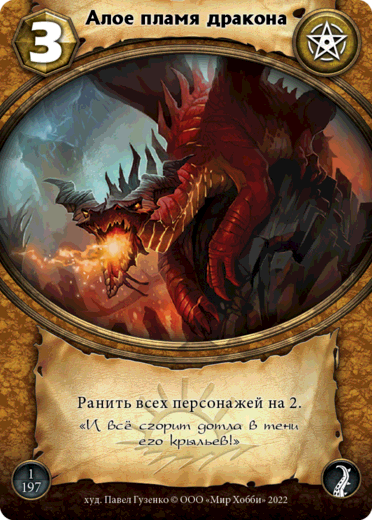 Алое пламя дракона
3
Ранить всех персонажей на 2.
«И всё сгорит дотла в тени
его крыльев!»
1
197
худ. Павел Гузенко © ООО «Мир Хобби» 2022